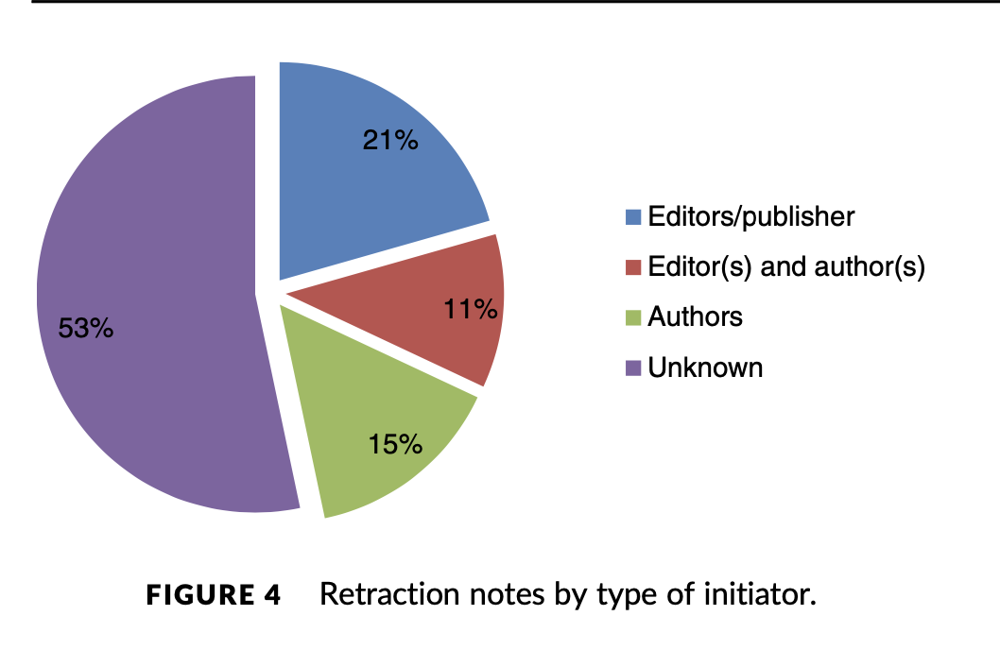 21%
11%
15%
53%
Editors/publisher
Editor(s) and author(s)
Authors
Unknown
FIGURE 4 Retraction notes by type of initiator.